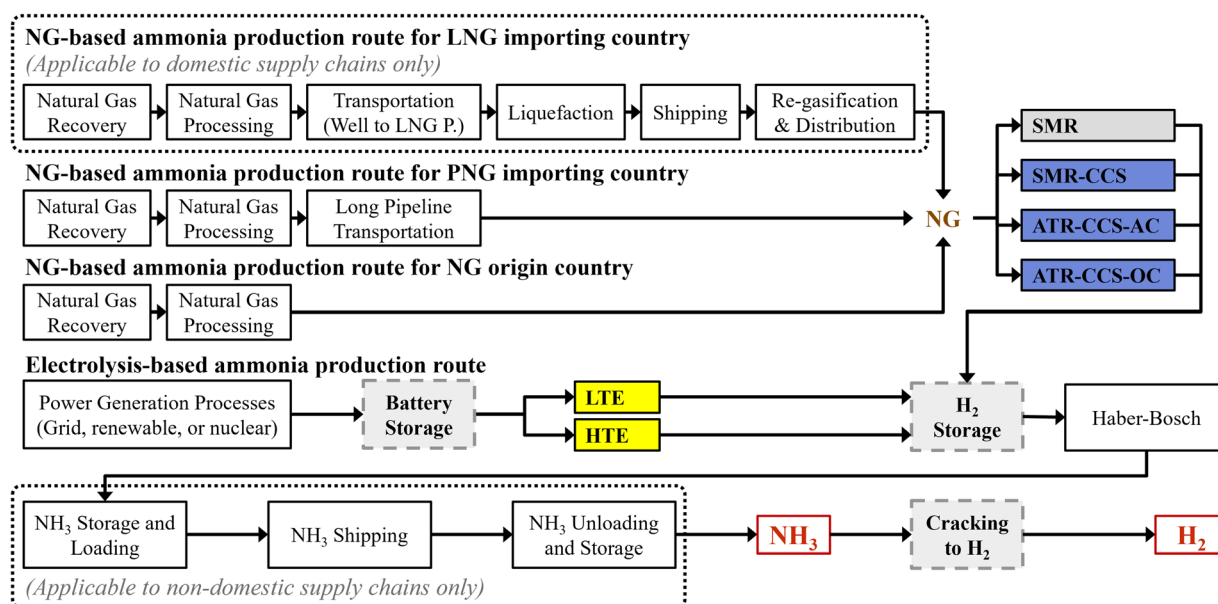 NG-based ammonia production route for LNG importing country
(Applicable to domestic supply chains only)
Natural Gas
Recovery
Natural Gas
Processing
Transportation
(Well to LNG P.)
Liquefaction
Shipping
Re-gasification
& Distribution
NG-based ammonia production route for PNG importing country
Natural Gas
Recovery
Natural Gas
Processing
Long Pipeline
Transportation
NG-based ammonia production route for NG origin country
Natural Gas
Recovery
Natural Gas
Processing
NG
SMR
SMR-CCS
ATR-CCS-AC
ATR-CCS-OC
Electrolysis-based ammonia production route
Power Generation Processes
(Grid, renewable, or nuclear)
Battery
Storage
LTE
HTE
H₂
Storage
Haber-Bosch
NH₃ Storage and
Loading
NH₃ Shipping
NH₃ Unloading
and Storage
NH₃
Cracking
to H₂
H₂
(Applicable to non-domestic supply chains only)